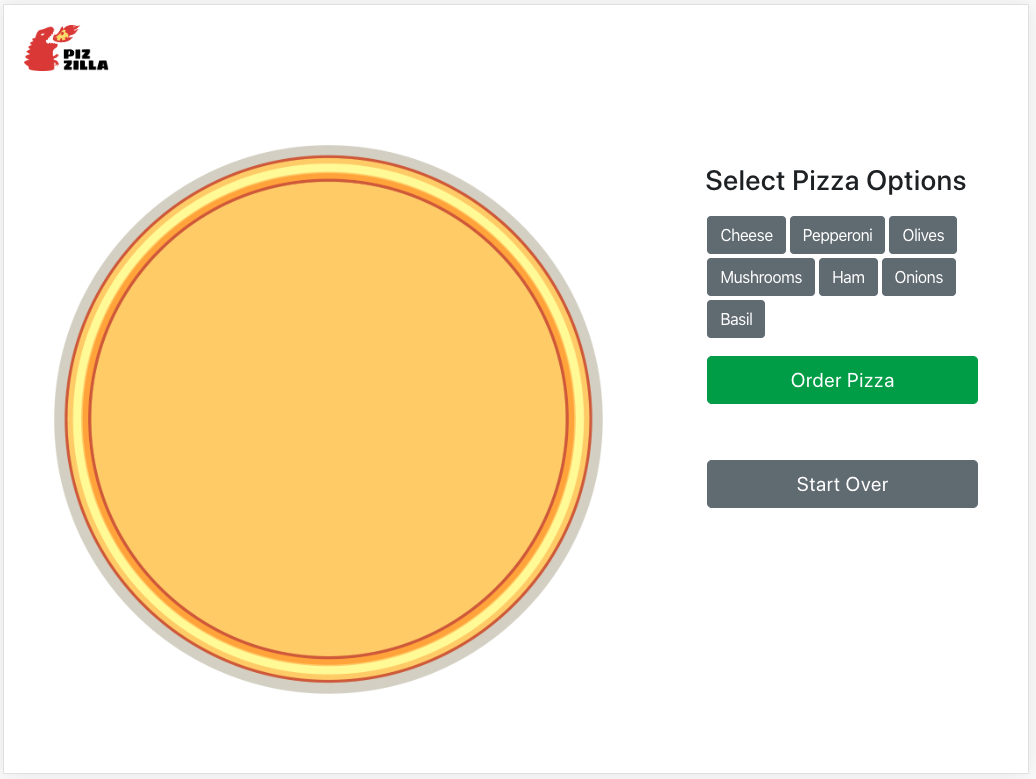 PIZ
ZILLA
Select Pizza Options
Cheese Pepperoni Olives
Mushrooms Ham Onions
Basil
Order Pizza
Start Over